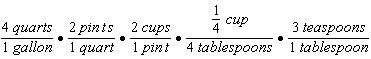 4 quarts / 1 gallon • 2 pints / 1 quart • 2 cups / 1 pint • 1/4 cup / 4 tablespoons • 3 teaspoons / 1 tablespoon